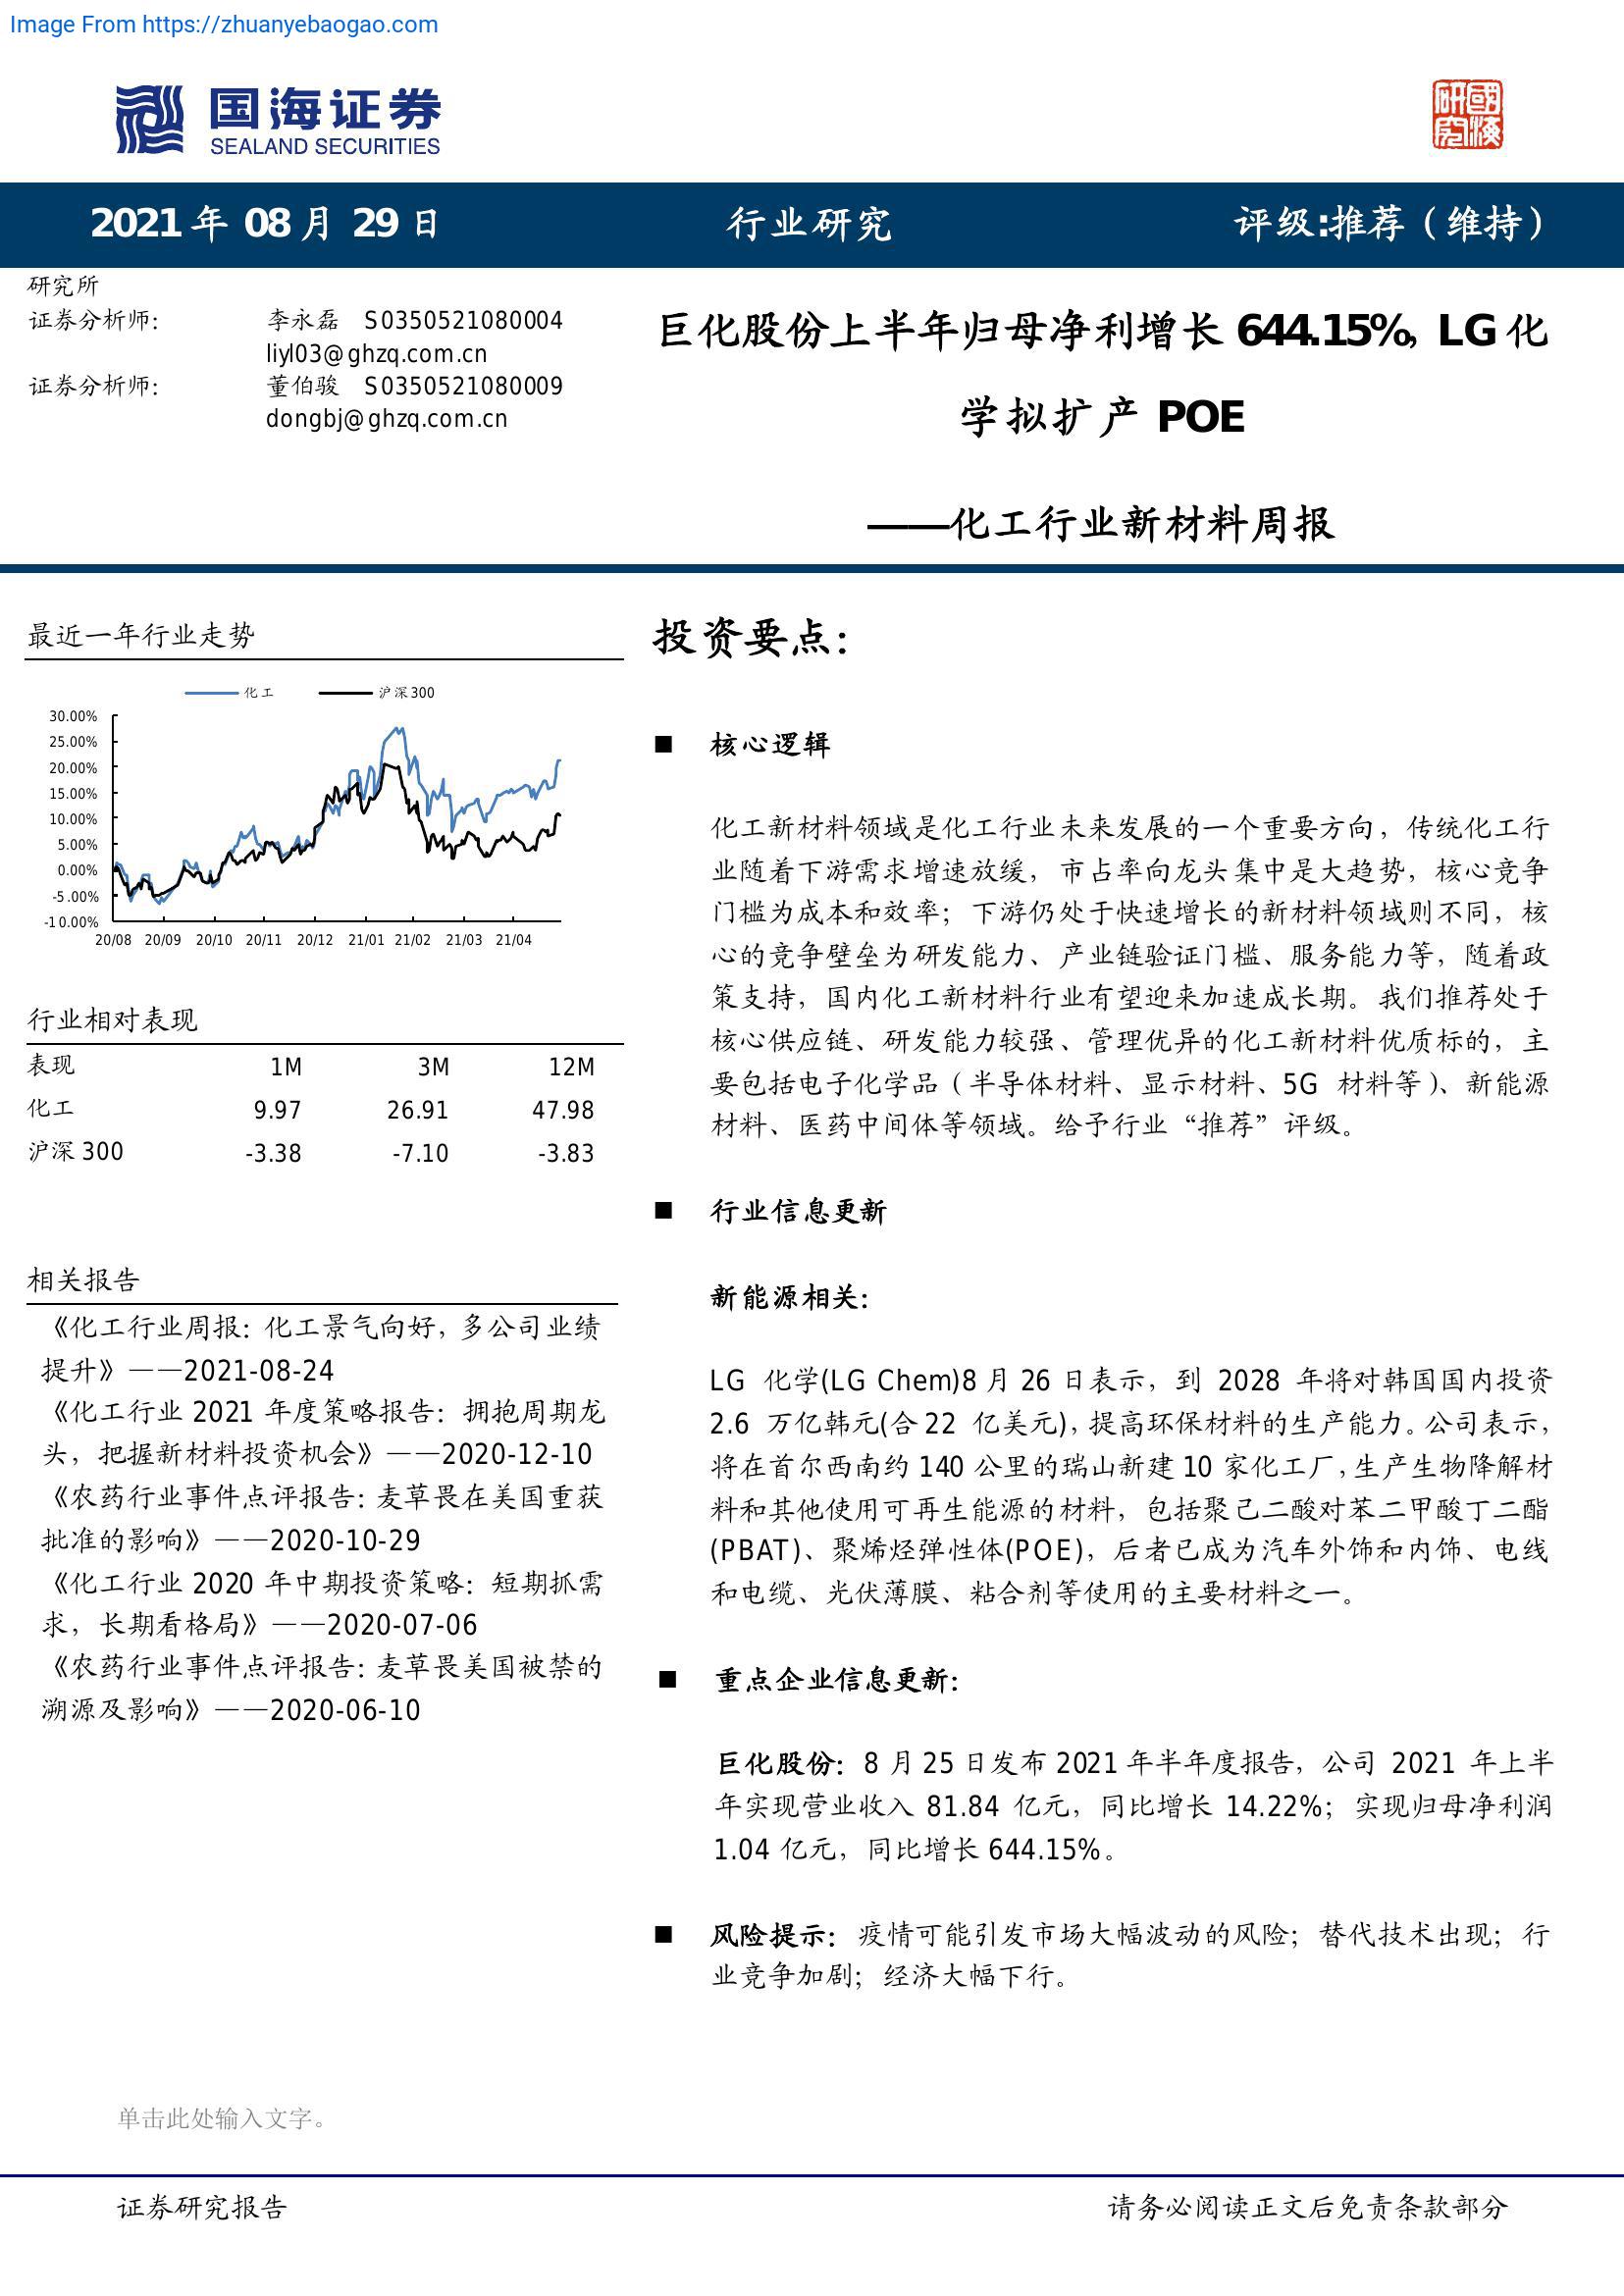 Image From https://zhuanyebaogao.com
国海证券
SEALAND SECURITIES
研國
究海
2021 年 08 月 29 日
行业研究
评级:推荐（维持）
研究所
证券分析师: 李永磊 S0350521080004
liyl03@ghzq.com.cn
证券分析师: 董伯骏 S0350521080009
dongbj@ghzq.com.cn
巨化股份上半年归母净利增长 644.15%，LG 化
学拟扩产 POE
——化工行业新材料周报
最近一年行业走势
化工 沪深300
30.00%
25.00%
20.00%
15.00%
10.00%
5.00%
0.00%
-5.00%
-10.00%
20/08 20/09 20/10 20/11 20/12 21/01 21/02 21/03 21/04
行业相对表现
表现 1M 3M 12M
化工 9.97 26.91 47.98
沪深 300 -3.38 -7.10 -3.83
相关报告
《化工行业周报: 化工景气向好, 多公司业绩
提升》——2021-08-24
《化工行业 2021 年度策略报告: 拥抱周期龙
头, 把握新材料投资机会》——2020-12-10
《农药行业事件点评报告: 麦草畏在美国重获
批准的影响》——2020-10-29
《化工行业 2020 年中期投资策略: 短期抓需
求, 长期看格局》——2020-07-06
《农药行业事件点评报告: 麦草畏美国被禁的
溯源及影响》——2020-06-10
投资要点:
■ 核心逻辑
化工新材料领域是化工行业未来发展的一个重要方向，传统化工行
业随着下游需求增速放缓，市占率向龙头集中是大趋势，核心竞争
门槛为成本和效率；下游仍处于快速增长的新材料领域则不同，核
心的竞争壁垒为研发能力、产业链验证门槛、服务能力等，随着政
策支持，国内化工新材料行业有望迎来加速成长期。我们推荐处于
核心供应链、研发能力较强、管理优异的化工新材料优质标的，主
要包括电子化学品（半导体材料、显示材料、5G 材料等）、新能源
材料、医药中间体等领域。给予行业“推荐”评级。
■ 行业信息更新
新能源相关:
LG 化学(LG Chem)8 月 26 日表示，到 2028 年将对韩国国内投资
2.6 万亿韩元(合 22 亿美元)，提高环保材料的生产能力。公司表示，
将在首尔西南约 140 公里的瑞山新建 10 家化工厂，生产生物降解材
料和其他使用可再生能源的材料，包括聚己二酸对苯二甲酸丁二酯
(PBAT)、聚烯烃弹性体(POE)，后者已成为汽车外饰和内饰、电线
和电缆、光伏薄膜、粘合剂等使用的主要材料之一。
■ 重点企业信息更新:
巨化股份：8 月 25 日发布 2021 年半年度报告，公司 2021 年上半
年实现营业收入 81.84 亿元，同比增长 14.22%；实现归母净利润
1.04 亿元，同比增长 644.15%。
■ 风险提示：疫情可能引发市场大幅波动的风险；替代技术出现；行
业竞争加剧；经济大幅下行。
单击此处输入文字。
证券研究报告
请务必阅读正文后免责条款部分